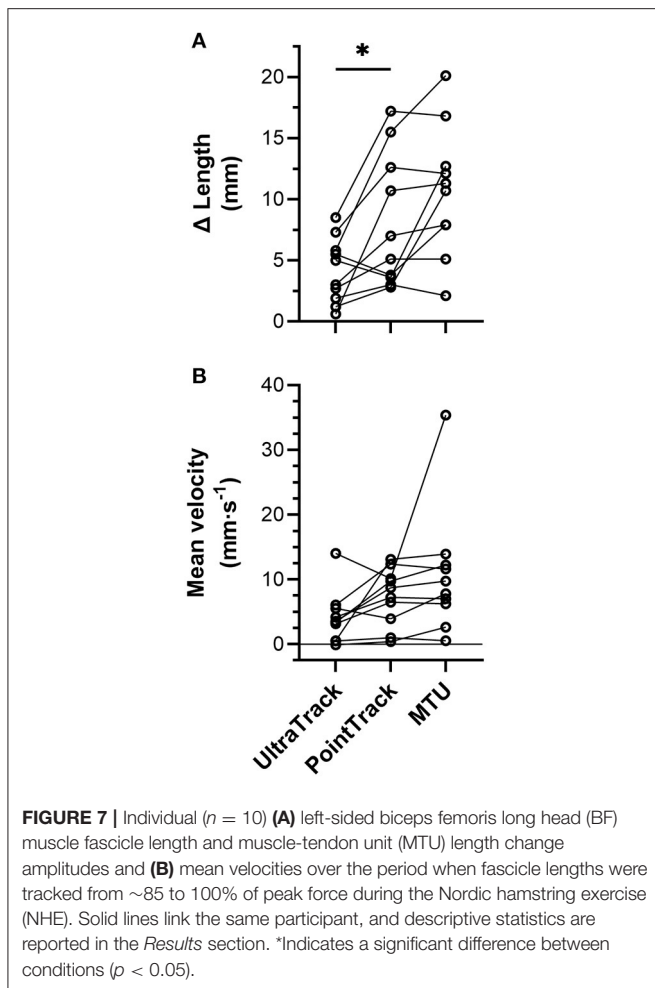 A
*
20
15
10
5
0
Δ Length
(mm)
B
40
30
20
10
0
Mean velocity
(mm·s⁻¹)
UltraTrack
PointTrack
MTU
FIGURE 7 | Individual (n = 10) (A) left-sided biceps femoris long head (BF)
muscle fascicle length and muscle-tendon unit (MTU) length change
amplitudes and (B) mean velocities over the period when fascicle lengths were
tracked from ~85 to 100% of peak force during the Nordic hamstring exercise
(NHE). Solid lines link the same participant, and descriptive statistics are
reported in the Results section. *Indicates a significant difference between
conditions (p < 0.05).